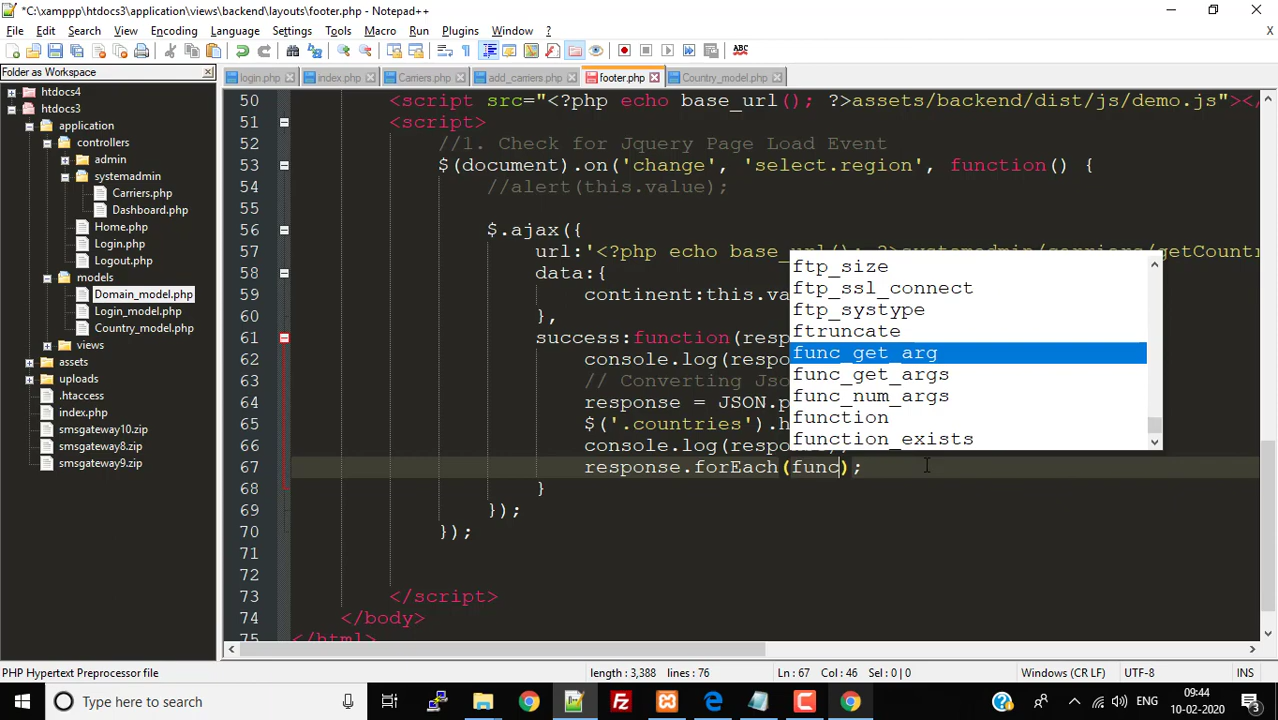 *C:\xamppp\htdocs3\application\views\backend\layouts\footer.php - Notepad++
File Edit Search View Encoding Language Settings Tools Macro Run Plugins Window ? X
ABC
Folder as Workspace
login.php index.php Carriers.php add_carriers.php footer.php Country_model.php
htdocs4
htdocs3
application
controllers
admin
systemadmin
Carriers.php
Dashboard.php
Home.php
Login.php
Logout.php
models
Domain_model.php
Login_model.php
Country_model.php
views
assets
uploads
.htaccess
index.php
smsgateway10.zip
smsgateway8.zip
smsgateway9.zip
50 <script src="<?php echo base_url(); ?>assets/backend/dist/js/demo.js"></
51 <script>
52 //1. Check for Jquery Page Load Event
53 $(document).on('change', 'select.region', function() {
54 //alert(this.value);
55
56 $.ajax({
57 url:'<?php echo base_url(); ?>systemadmin/carriers/getCount
58 data:{
59 continent:this.va
60 },
61 success:function(resp
62 console.log(respo
63 // Converting Jso
64 response = JSON.p
65 $('.countries').h
66 console.log(response);
67 response.forEach(func);
68 }
69 });
70 });
71
72
73 </script>
74 </body>
75 </html>
ftp_size
ftp_ssl_connect
ftp_systype
ftruncate
func_get_arg
func_get_args
func_num_args
function
function_exists
PHP Hypertext Preprocessor file length : 3,388 lines : 76 Ln : 67 Col : 46 Sel : 0 | 0 Windows (CR LF) UTF-8 INS
Type here to search
ENG
09:44
10-02-2020
3